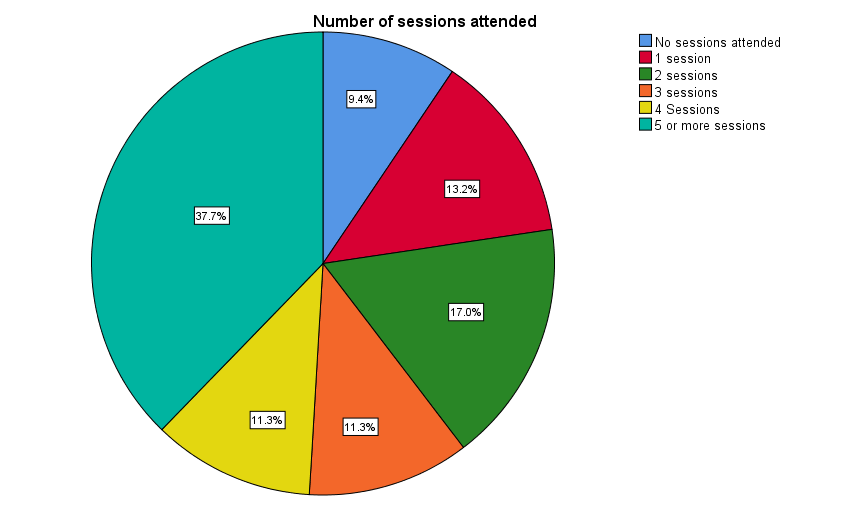 Number of sessions attended
No sessions attended
1 session
2 sessions
3 sessions
4 Sessions
5 or more sessions
9.4%
13.2%
37.7%
17.0%
11.3%
11.3%